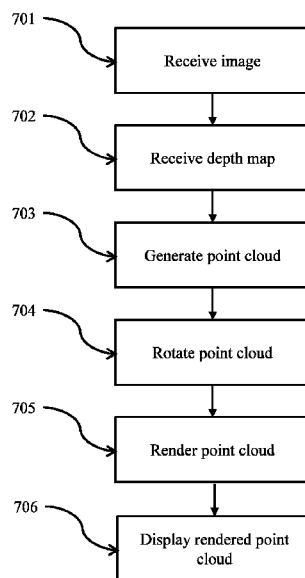 701
Receive image
702
Receive depth map
703
Generate point cloud
704
Rotate point cloud
705
Render point cloud
706
Display rendered point
cloud